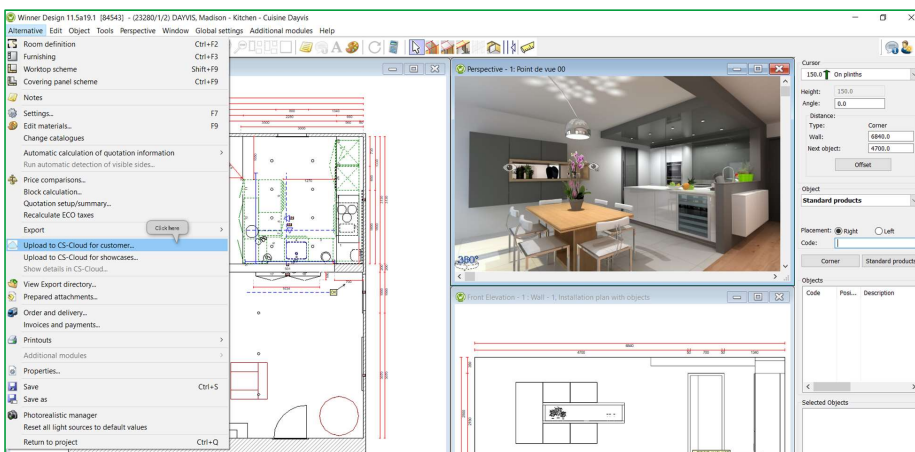 Winner Design 11.5a19.1 [84543] - (23280/1/2) DAYVIS, Madison - Kitchen - Cuisine Dayvis
Alternative Edit Object Tools Perspective Window Global settings Additional modules Help
Room definition Ctrl+F2
Furnishing Ctrl+F3
Worktop scheme Shift+F9
Covering panel scheme Ctrl+F9
Notes
Settings... F7
Edit materials... F9
Change catalogues
Automatic calculation of quotation information
Run automatic detection of visible sides...
Price comparisons...
Block calculation...
Quotation setup/summary...
Recalculate ECO taxes
Export
Click here
Upload to CS-Cloud for customer...
Upload to CS-Cloud for showcases...
Show details in CS-Cloud...
View Export directory...
Prepared attachments...
Order and delivery...
Invoices and payments...
Printouts
Additional modules
Properties...
Save Ctrl+S
Save as
Photorealistic manager
Reset all light sources to default values
Return to project Ctrl+Q
Perspective - 1: Point de vue 00
360°
Front Elevation - 1 : Wall - 1; Installation plan with objects
4700
Cursor
150.0 On plinths
Height: 150.0
Angle: 0.0
Distance:
Type: Corner
Wall: 6840.0
Next object: 4700.0
Offset
Object
Standard products
Placement: Right Left
Code:
Corner Standard products
Objects
Code Posi... Description
Selected Objects